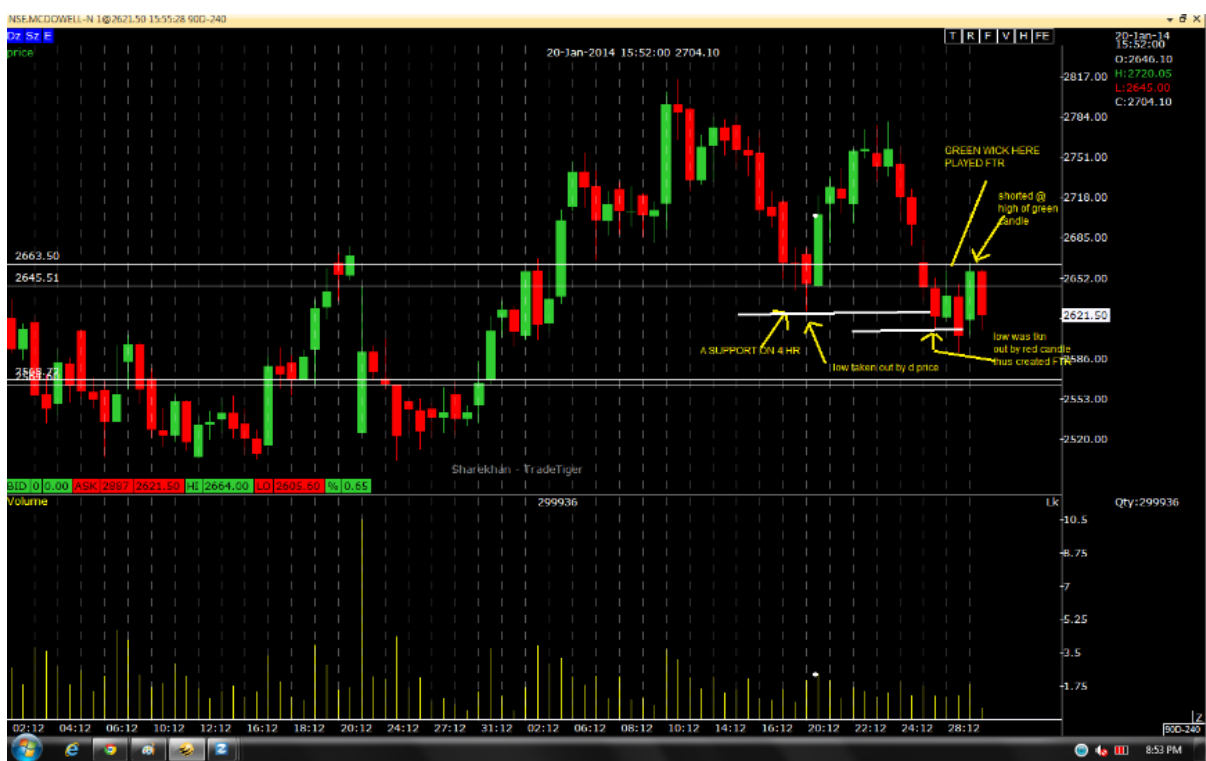 NSE.MCDOWELL-N 1@2621.50 15:55:28 90D-240
Dz Sz E
T R F V H FE
20-Jan-14
15:52:00
price
20-Jan-2014 15:52:00 2704.10
O:2646.10
H:2720.05
L:2645.00
C:2704.10
2817.00
2784.00
2751.00
2718.00
2685.00
2652.00
2621.50
2586.00
2553.00
2520.00
GREEN WICK HERE
PLAYED FTR
shorted @
high of green
candle
2663.50
2645.51
A SUPPORT ON 4 HR
low taken out by d price
low was tkn
out by red candle
thus created FTR
Sharekhan - TradeTiger
BID 0 0.00 ASK 2887 2621.50 HI 2664.00 LO 2605.60 % 0.65
Volume
299936
Lk
Qty:299936
10.5
8.75
7
5.25
3.5
1.75
02:12 04:12 06:12 10:12 12:12 16:12 18:12 20:12 24:12 27:12 31:12 02:12 06:12 08:12 10:12 14:12 16:12 20:12 22:12 24:12 28:12
Z
90D-240
8:53 PM